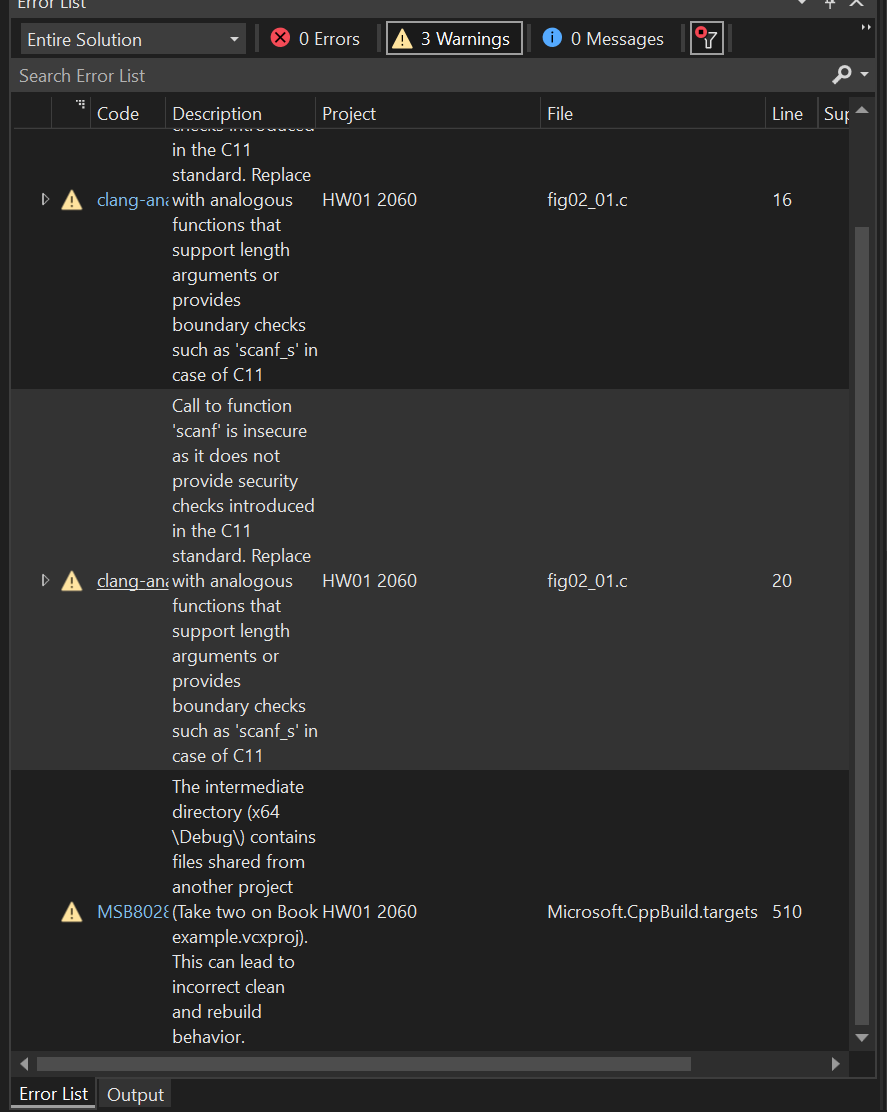 Error List
Entire Solution
0 Errors
3 Warnings
0 Messages
Search Error List
Code Description Project File Line Sup
checks introduced
in the C11
standard. Replace
clang-ana with analogous HW01 2060 fig02_01.c 16
functions that
support length
arguments or
provides
boundary checks
such as 'scanf_s' in
case of C11
Call to function
'scanf' is insecure
as it does not
provide security
checks introduced
in the C11
standard. Replace
clang-ana with analogous HW01 2060 fig02_01.c 20
functions that
support length
arguments or
provides
boundary checks
such as 'scanf_s' in
case of C11
The intermediate
directory (x64
\Debug\) contains
files shared from
another project
MSB8028 (Take two on Book HW01 2060 Microsoft.CppBuild.targets 510
example.vcxproj).
This can lead to
incorrect clean
and rebuild
behavior.
Error List Output